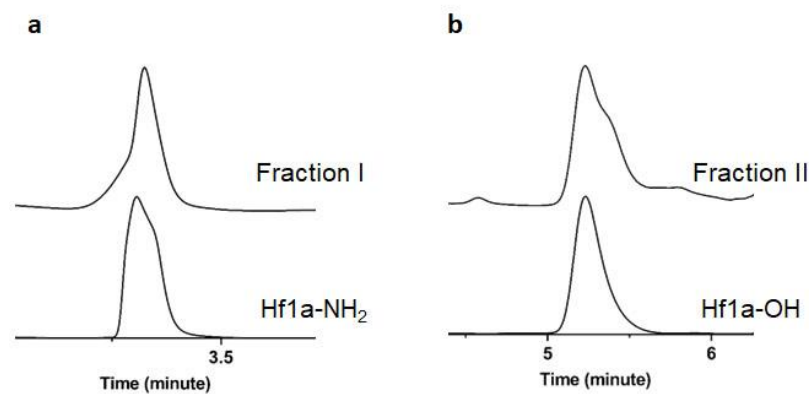 a
b
Fraction I
Fraction II
Hf1a-NH₂
Hf1a-OH
3.5
5
6
Time (minute)
Time (minute)